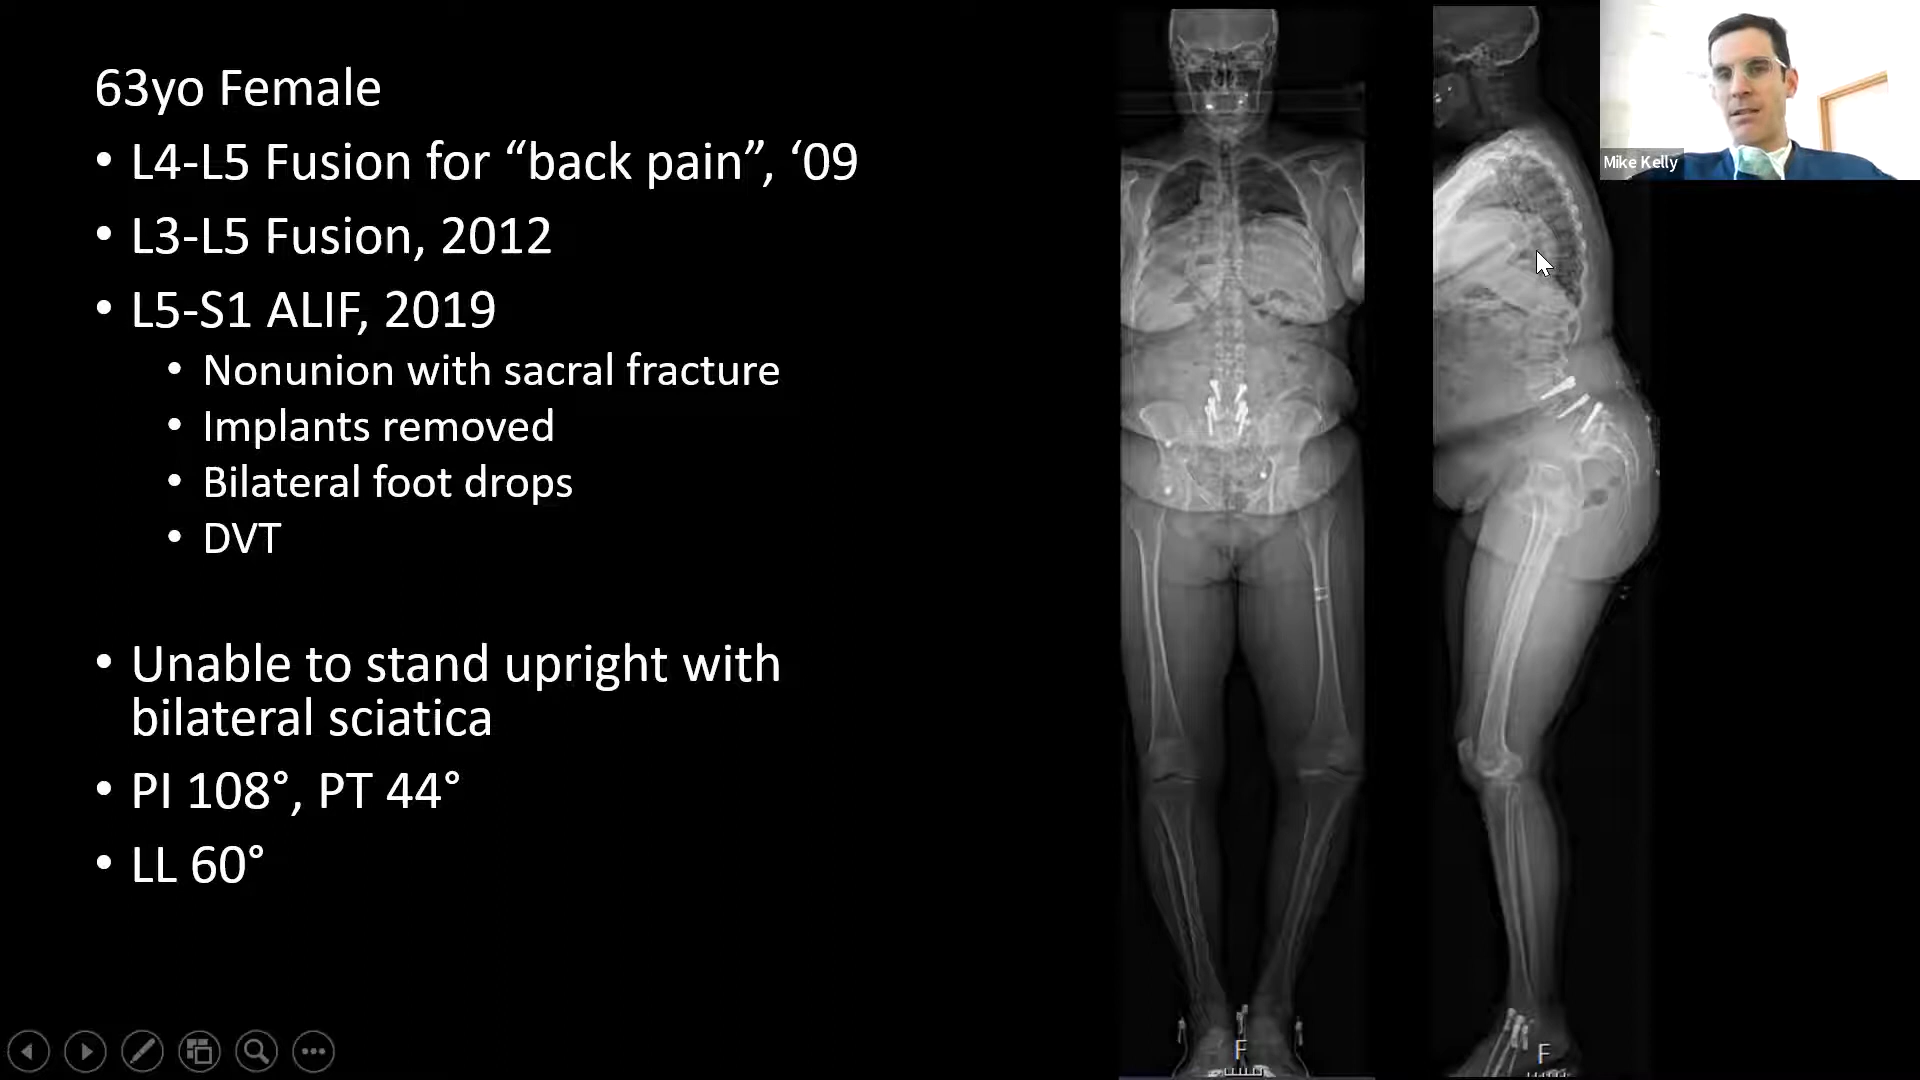 63yo Female
• L4-L5 Fusion for “back pain”, ‘09
• L3-L5 Fusion, 2012
• L5-S1 ALIF, 2019
• Nonunion with sacral fracture
• Implants removed
• Bilateral foot drops
• DVT
• Unable to stand upright with
bilateral sciatica
• PI 108°, PT 44°
• LL 60°
Mike Kelly
F
F